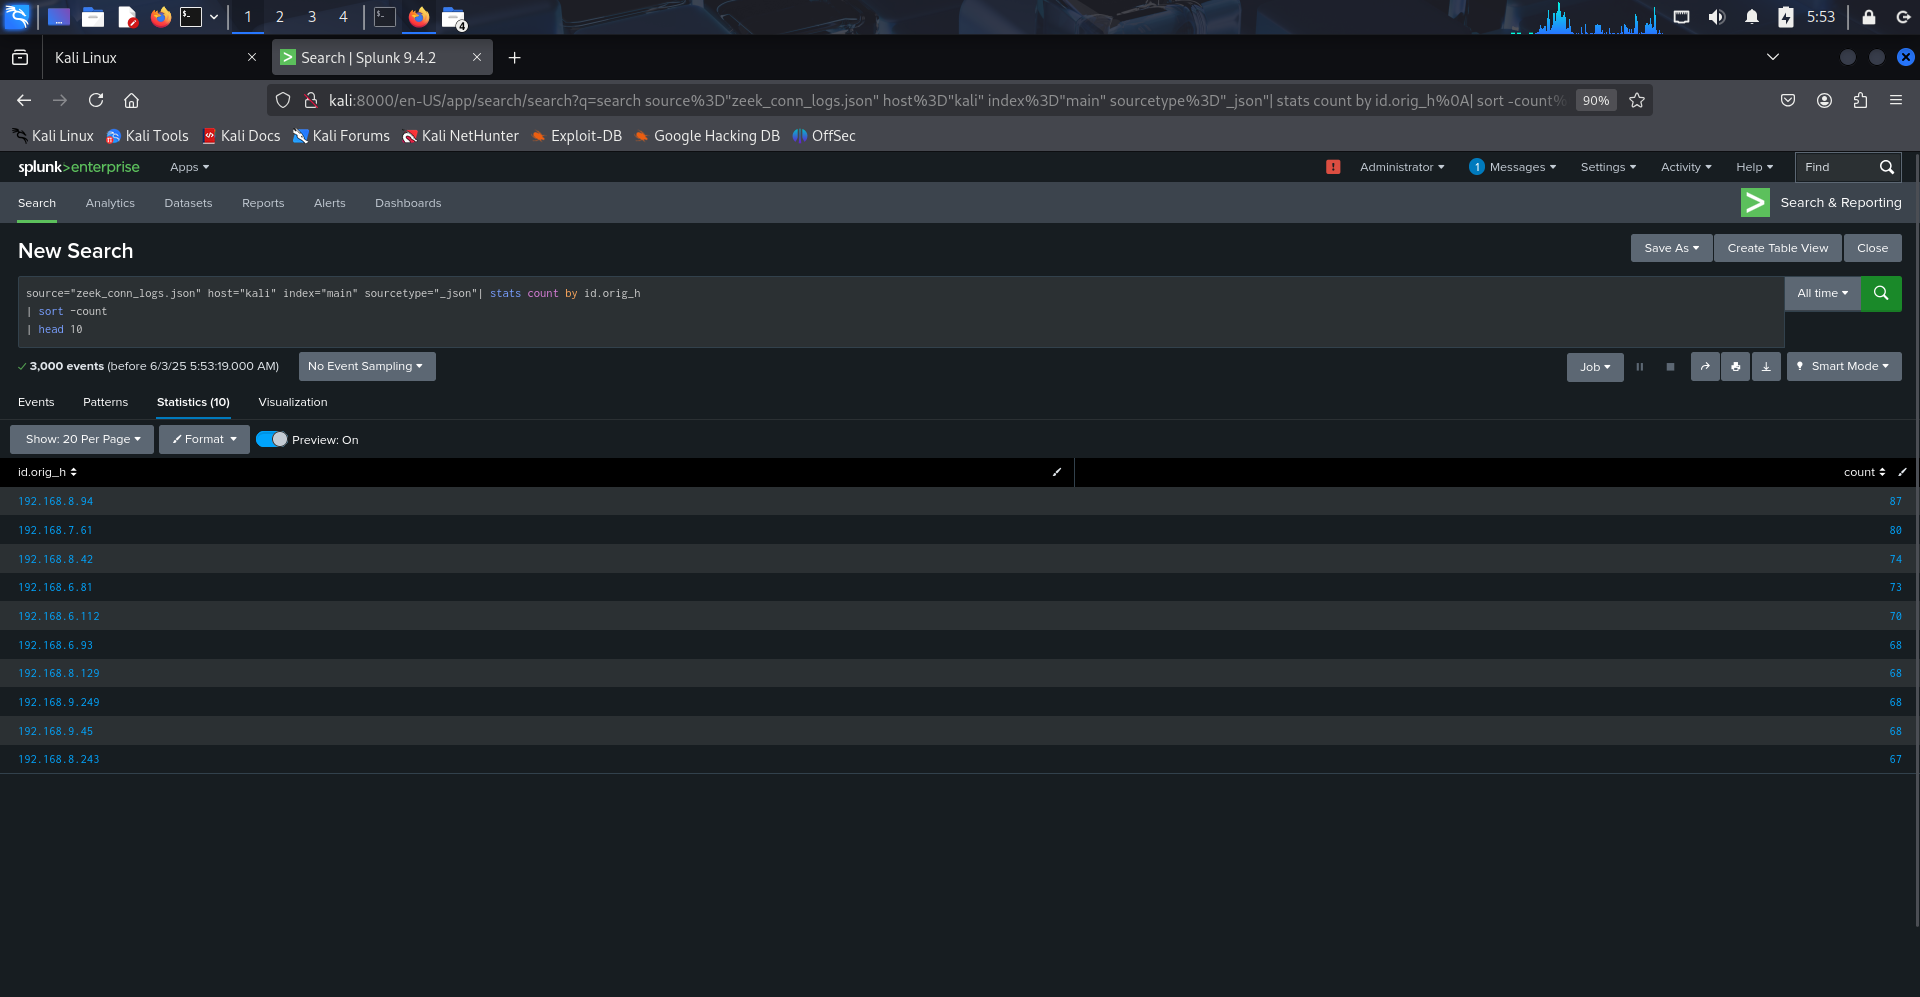 1 2 3 4
4
5:53
Kali Linux
Search | Splunk 9.4.2
kali:8000/en-US/app/search/search?q=search source%3D"zeek_conn_logs.json" host%3D"kali" index%3D"main" sourcetype%3D"_json"| stats count by id.orig_h%0A| sort -count%
90%
Kali Linux Kali Tools Kali Docs Kali Forums Kali NetHunter Exploit-DB Google Hacking DB OffSec
splunk>enterprise Apps
! Administrator 1 Messages Settings Activity Help Find
Search Analytics Datasets Reports Alerts Dashboards
> Search & Reporting
New Search
Save As Create Table View Close
source="zeek_conn_logs.json" host="kali" index="main" sourcetype="_json"| stats count by id.orig_h
| sort -count
| head 10
All time
3,000 events (before 6/3/25 5:53:19.000 AM) No Event Sampling
Job Smart Mode
Events Patterns Statistics (10) Visualization
Show: 20 Per Page Format Preview: On
id.orig_h count
192.168.8.94 87
192.168.7.61 80
192.168.8.42 74
192.168.6.81 73
192.168.6.112 70
192.168.6.93 68
192.168.8.129 68
192.168.9.249 68
192.168.9.45 68
192.168.8.243 67